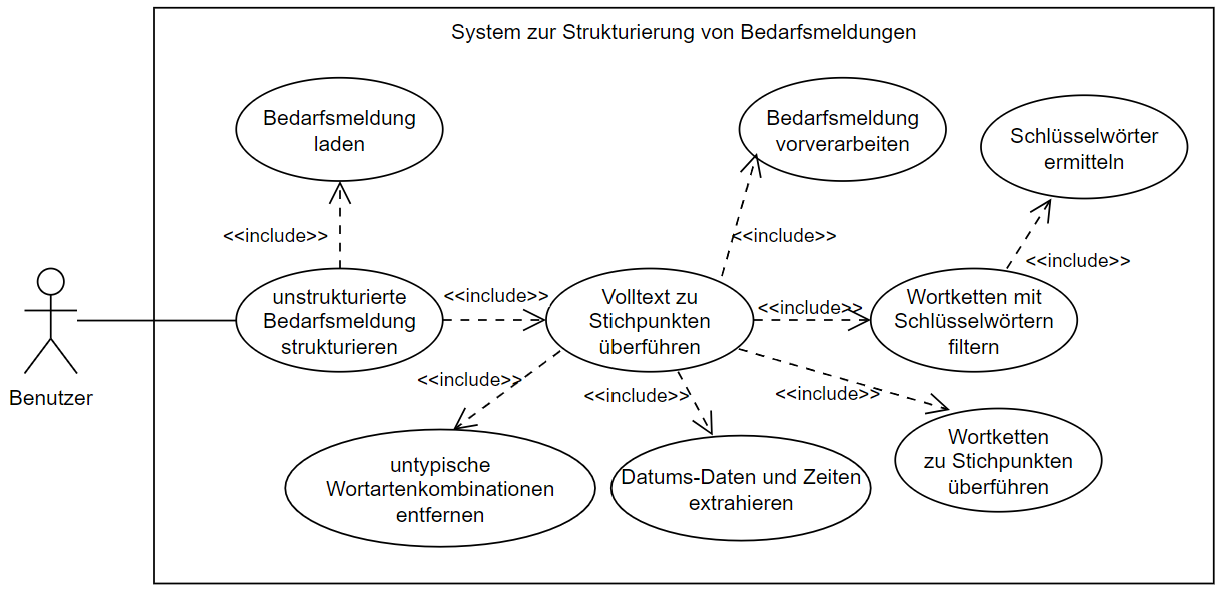 System zur Strukturierung von Bedarfsmeldungen
Bedarfsmeldung
laden
Bedarfsmeldung
vorverarbeiten
Schlüsselwörter
ermitteln
<<include>>
<<include>>
<<include>>
unstrukturierte
Bedarfsmeldung
strukturieren
<<include>>
Volltext zu
Stichpunkten
überführen
<<include>>
Wortketten mit
Schlüsselwörtern
filtern
Benutzer
<<include>>
<<include>>
<<include>>
untypische
Wortartenkombinationen
entfernen
Datums-Daten und Zeiten
extrahieren
Wortketten
zu Stichpunkten
überführen